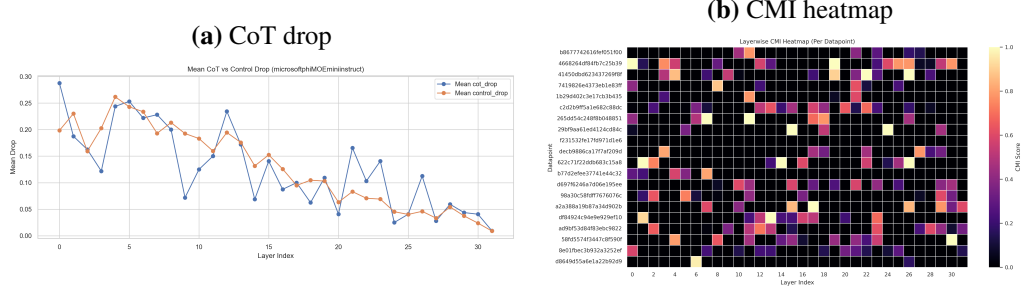 (a) CoT drop
Mean CoT vs Control Drop (microsoftphiMOEminiinstruct)
Mean cot_drop
Mean control_drop
Mean Drop
0.30
0.25
0.20
0.15
0.10
0.05
0.00
0 5 10 15 20 25 30
Layer Index
(b) CMI heatmap
Layerwise CMI Heatmap (Per Datapoint)
Datapoint
b8677742616fef051f00
4668264df84fb7c25b39
41450dbd623437269f8f
7419826e4373eb1e83ff
1b29d402c3e17cb3b435
c2d2b9ff5a1e682c88dc
265dd54c248f8b048851
29bf9aa61ed4124cd84c
f231532fe17fd971d1e6
decb9886ca17f7af209d
622c71f22ddb683c15a8
b77d2efee37741e44c32
d697f6246a7d06e195ee
98a30c58fdff7676076c
a2a388a19b87a34d902b
df84924c94e9e929ef10
ad9bf53d84f83ebc9822
58fd5574f3447c8f590f
8e01fbec3b932a3252ef
d8649d55a6e1a22b92d9
0 2 4 6 8 10 12 14 16 18 20 22 24 26 28 30
Layer Index
1.0
0.8
0.6
0.4
0.2
0.0
CMI Score